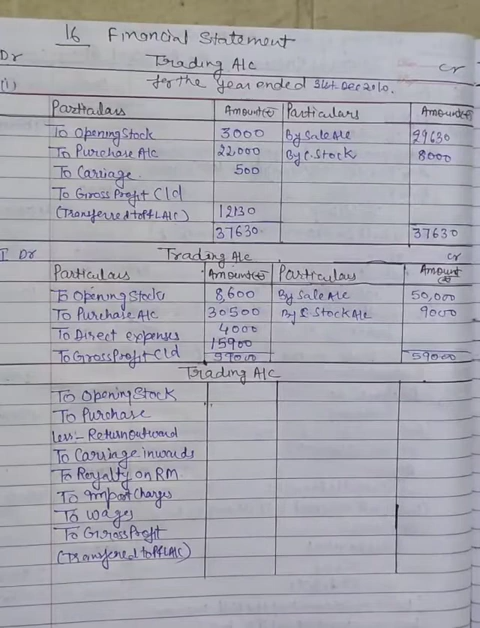 16 Financial Statement
Dr Trading A/c Cr
for the year ended 31st Dec 2010.
(i)
Particulars Amount(₹) Particulars Amount(₹)
To Opening Stock 3000 By Sale A/c 29630
To Purchase A/c 22,000 By C. Stock 8000
To Carriage. 500
To Gross Profit C/d
(Transferred to P&L A/C) 12130
37630 37630
I Dr Trading A/c Cr
Particulars Amount(₹) Particulars Amount (₹)
To Opening Stock 8,600 By Sale A/c 50,000
To Purchase A/c 30500 By C Stock A/c 9000
To Direct expenses 4000
To Gross Profit C/d 15900
59000 59000
Trading A/C
To Opening Stock
To Purchase
Less:- Return outward
To Carriage inwards
To Royalty on RM.
To Import Charges
To Wages
To Gross Profit
(Transferred to P&L A/C)